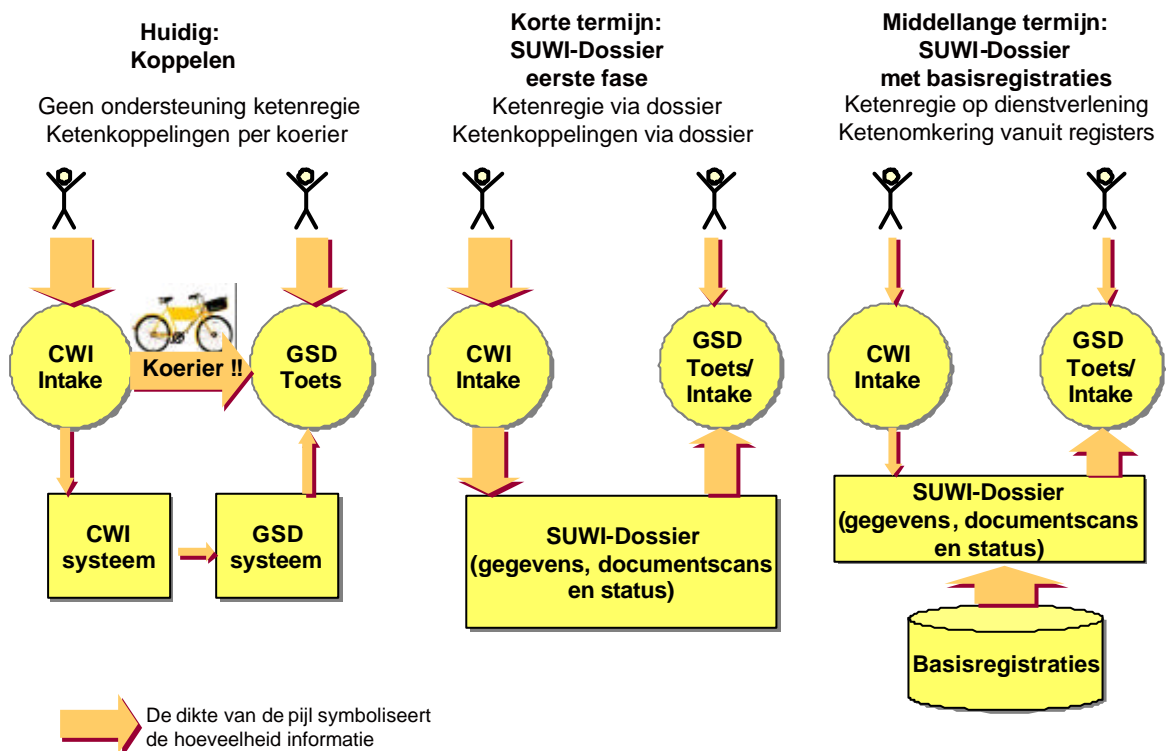 Huidig:
Koppelen
Geen ondersteuning ketenregie
Ketenkoppelingen per koerier
CWI
Intake
Koerier !!
GSD
Toets
CWI
systeem
GSD
systeem
Korte termijn:
SUWI-Dossier
eerste fase
Ketenregie via dossier
Ketenkoppelingen via dossier
CWI
Intake
GSD
Toets/
Intake
SUWI-Dossier
(gegevens, documentscans
en status)
Middellange termijn:
SUWI-Dossier
met basisregistraties
Ketenregie op dienstverlening
Ketenomkering vanuit registers
CWI
Intake
GSD
Toets/
Intake
SUWI-Dossier
(gegevens, documentscans
en status)
Basisregistraties
De dikte van de pijl symboliseert
de hoeveelheid informatie